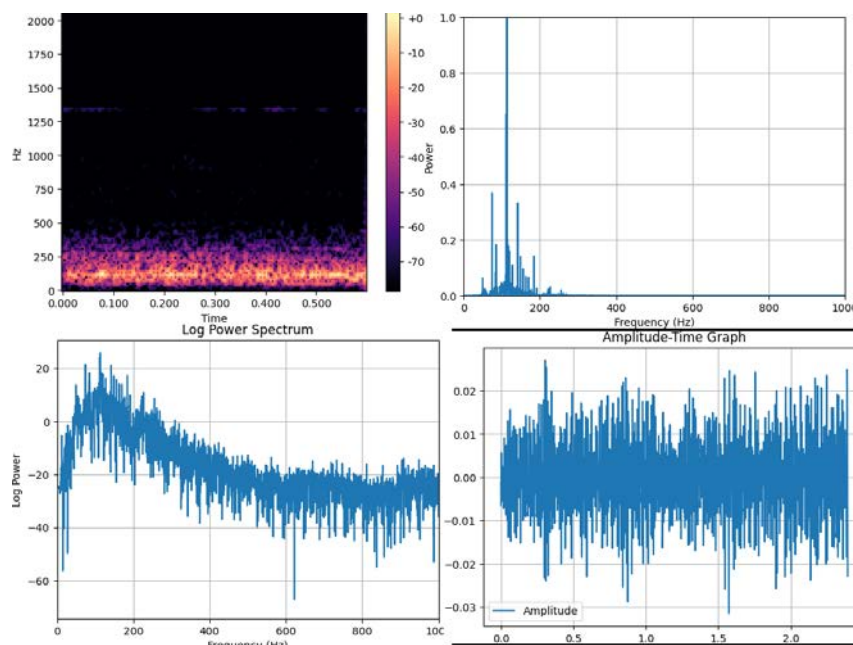 2000
1750
1500
1250
1000
750
500
250
0
Hz
0.000 0.100 0.200 0.300 0.400 0.500
Time
+0
-10
-20
-30
-40
-50
-60
-70
1.0
0.8
0.6
0.4
0.2
0.0
Power
0 200 400 600 800 1000
Frequency (Hz)
Log Power Spectrum
20
0
−20
−40
−60
Log Power
0 200 400 600 800 100
Frequency (Hz)
Amplitude-Time Graph
0.02
0.01
0.00
−0.01
−0.02
−0.03
Amplitude
0.0 0.5 1.0 1.5 2.0